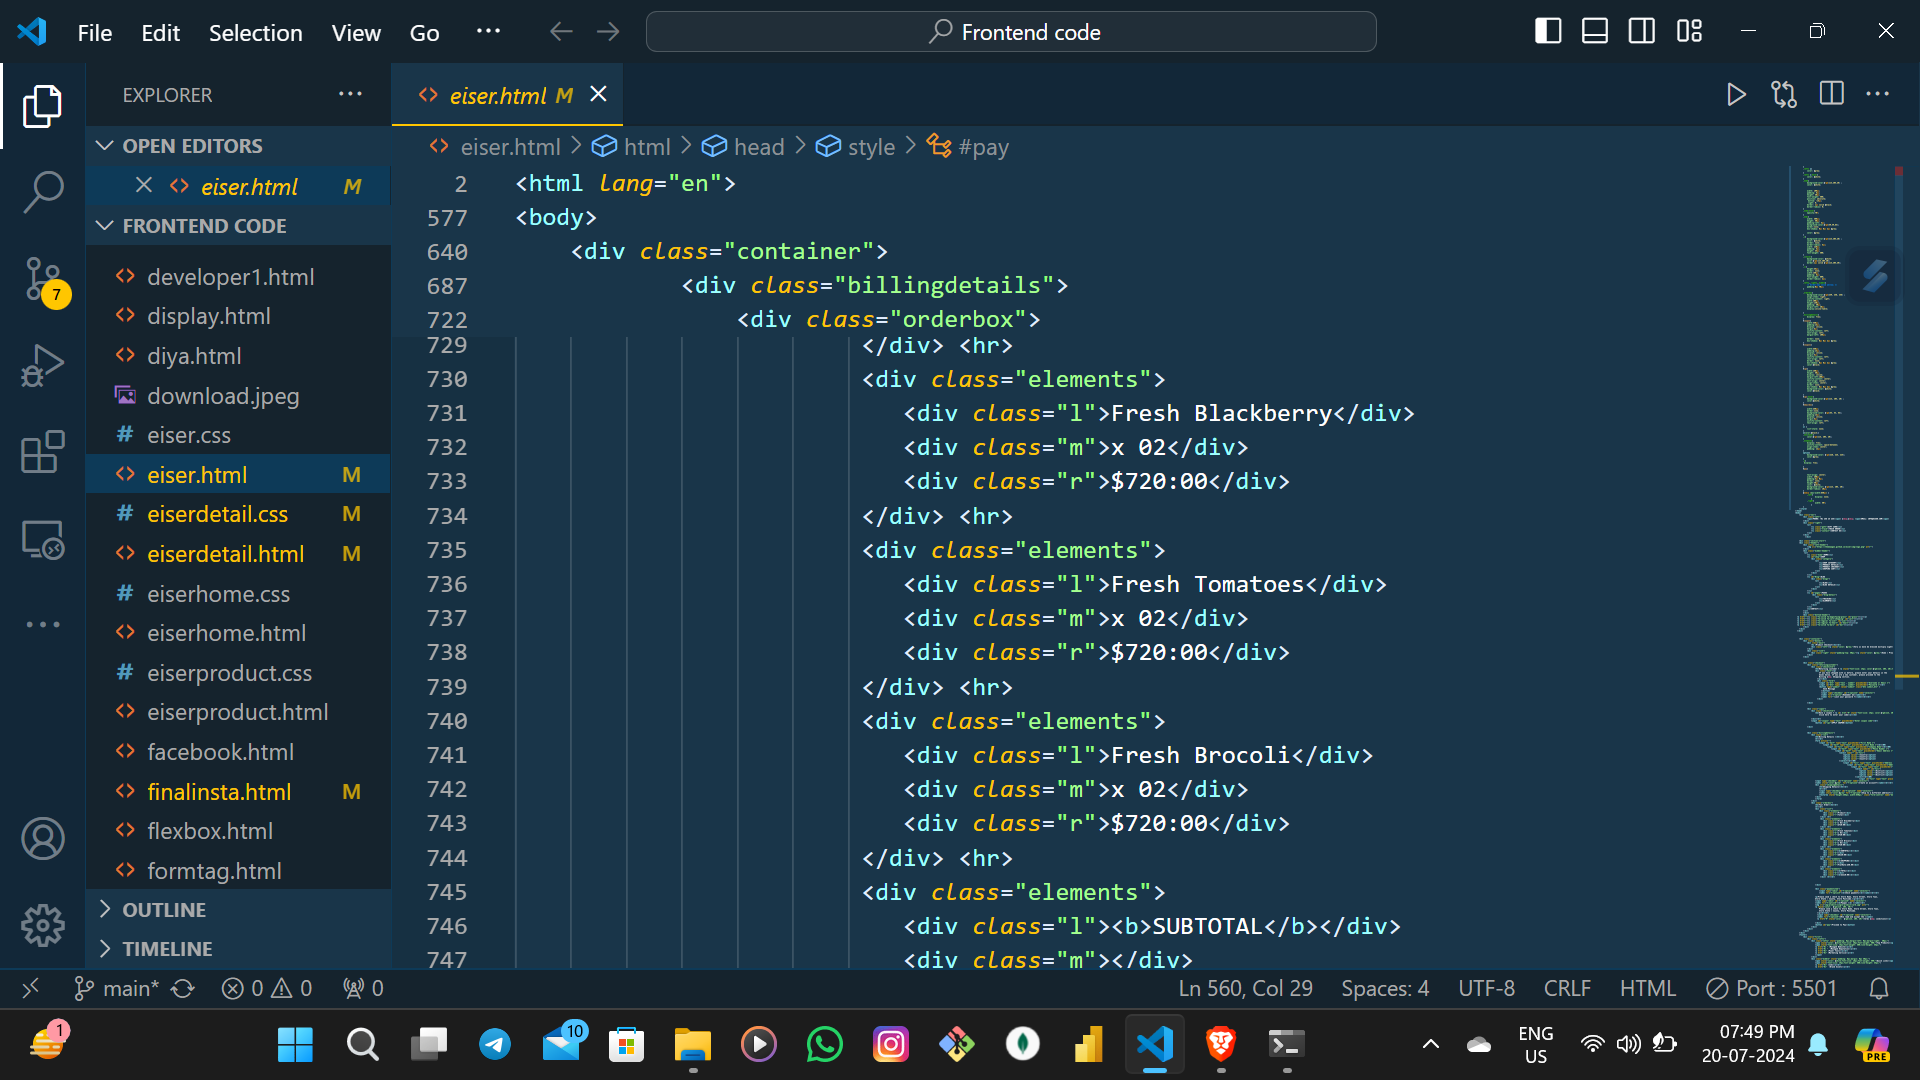 File Edit Selection View Go ··· Frontend code
EXPLORER ···
OPEN EDITORS
eiser.html M
FRONTEND CODE
developer1.html
display.html
diya.html
download.jpeg
eiser.css
eiser.html M
eiserdetail.css M
eiserdetail.html M
eiserhome.css
eiserhome.html
eiserproduct.css
eiserproduct.html
facebook.html
finalinsta.html M
flexbox.html
formtag.html
OUTLINE
TIMELINE
7
eiser.html M
eiser.html > html > head > style > #pay
2 <html lang="en">
577 <body>
640 <div class="container">
687 <div class="billingdetails">
722 <div class="orderbox">
729 </div> <hr>
730 <div class="elements">
731 <div class="l">Fresh Blackberry</div>
732 <div class="m">x 02</div>
733 <div class="r">$720:00</div>
734 </div> <hr>
735 <div class="elements">
736 <div class="l">Fresh Tomatoes</div>
737 <div class="m">x 02</div>
738 <div class="r">$720:00</div>
739 </div> <hr>
740 <div class="elements">
741 <div class="l">Fresh Brocoli</div>
742 <div class="m">x 02</div>
743 <div class="r">$720:00</div>
744 </div> <hr>
745 <div class="elements">
746 <div class="l"><b>SUBTOTAL</b></div>
747 <div class="m"></div>
main* 0 0 0 Ln 560, Col 29 Spaces: 4 UTF-8 CRLF HTML Port : 5501
1 10 ENG 07:49 PM
US 20-07-2024 PRE